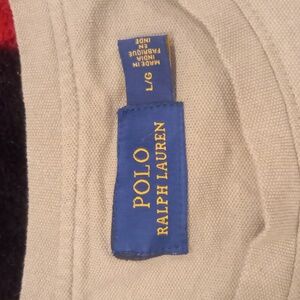 MADE IN
INDIA
FABRIQUÉ
EN
INDE
L/G
POLO
RALPH LAUREN